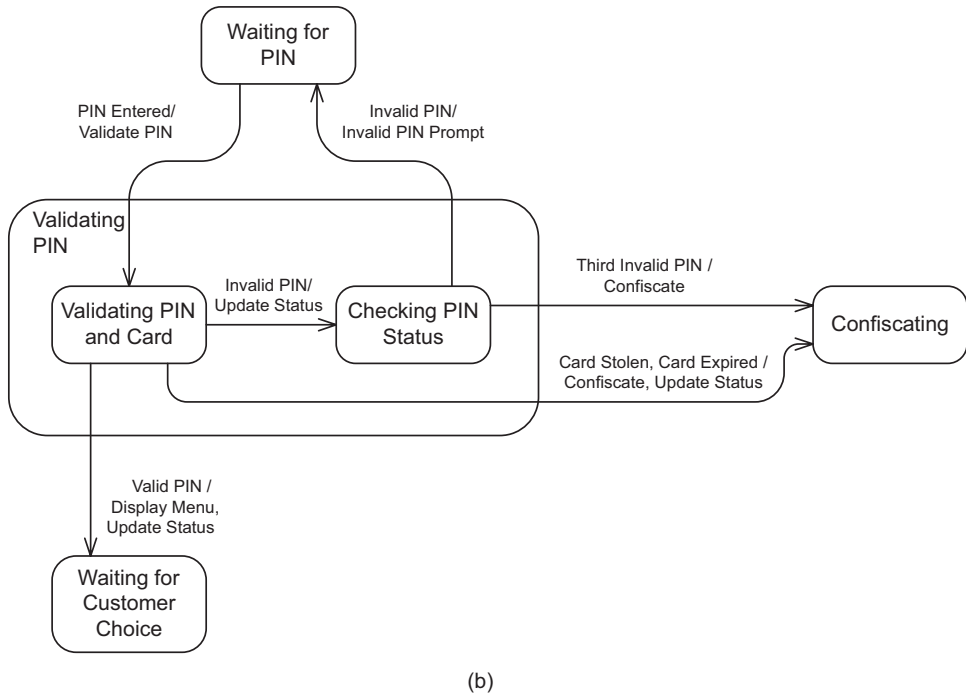 Waiting for
PIN
PIN Entered/
Validate PIN
Invalid PIN/
Invalid PIN Prompt
Validating
PIN
Validating PIN
and Card
Invalid PIN/
Update Status
Checking PIN
Status
Third Invalid PIN /
Confiscate
Confiscating
Card Stolen, Card Expired /
Confiscate, Update Status
Valid PIN /
Display Menu,
Update Status
Waiting for
Customer
Choice
(b)